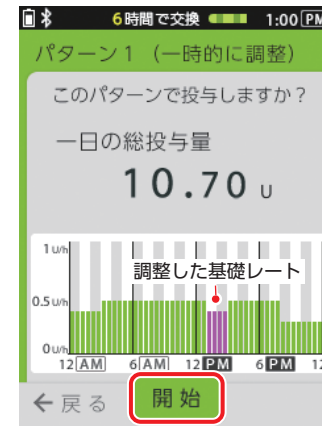 6時間で交換 1:00 PM
パターン1 （一時的に調整）
このパターンで投与しますか？
一日の総投与量
10.70 U
1 u/h
調整した基礎レート
0.5 u/h
0 u/h
12 AM 6 AM 12 PM 6 PM 12
← 戻る 開始